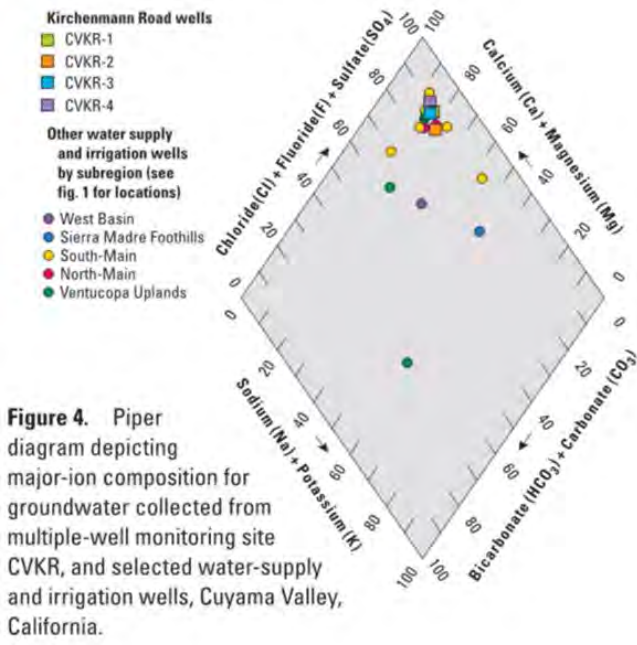 Kirchenmann Road wells
CVKR-1
CVKR-2
CVKR-3
CVKR-4
Other water supply
and irrigation wells
by subregion (see
fig. 1 for locations)
West Basin
Sierra Madre Foothills
South-Main
North-Main
Ventucopa Uplands
Chloride(Cl) + Fluoride(F) + Sulfate(SO₄)
0
20
40
60
80
100
Calcium (Ca) + Magnesium (Mg)
100
80
60
40
20
0
Sodium (Na) + Potassium (K)
0
20
40
60
80
100
Bicarbonate (HCO₃) + Carbonate (CO₃)
0
20
40
60
80
100
Figure 4. Piper
diagram depicting
major-ion composition for
groundwater collected from
multiple-well monitoring site
CVKR, and selected water-supply
and irrigation wells, Cuyama Valley,
California.